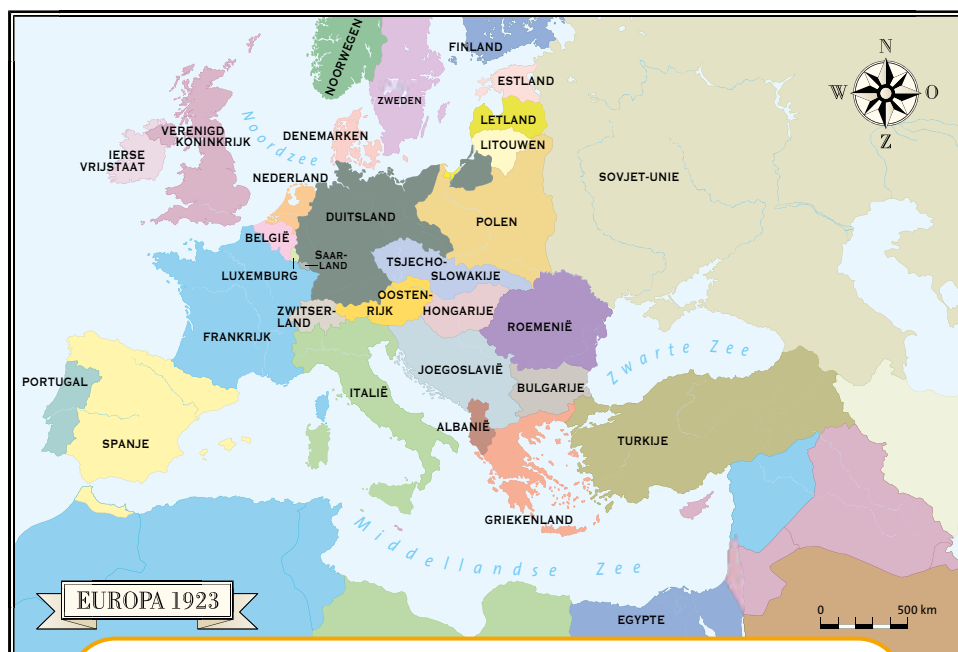 NOORWEGEN
FINLAND
N
W
O
Z
ESTLAND
ZWEDEN
LETLAND
VERENIGD
KONINKRIJK
Noordzee
DENEMARKEN
LITOUWEN
IERSE
VRIJSTAAT
NEDERLAND
SOVJET-UNIE
DUITSLAND
POLEN
BELGIË
SAAR-
LAND
TSJECHO-
SLOWAKIJE
LUXEMBURG
OOSTEN-
RIJK
ZWITSER-
LAND
HONGARIJE
FRANKRIJK
ROEMENIË
Zwarte Zee
JOEGOSLAVIË
PORTUGAL
ITALIË
BULGARIJE
ALBANIË
SPANJE
TURKIJE
GRIEKENLAND
Middellandse Zee
EUROPA 1923
EGYPTE
0 500 km